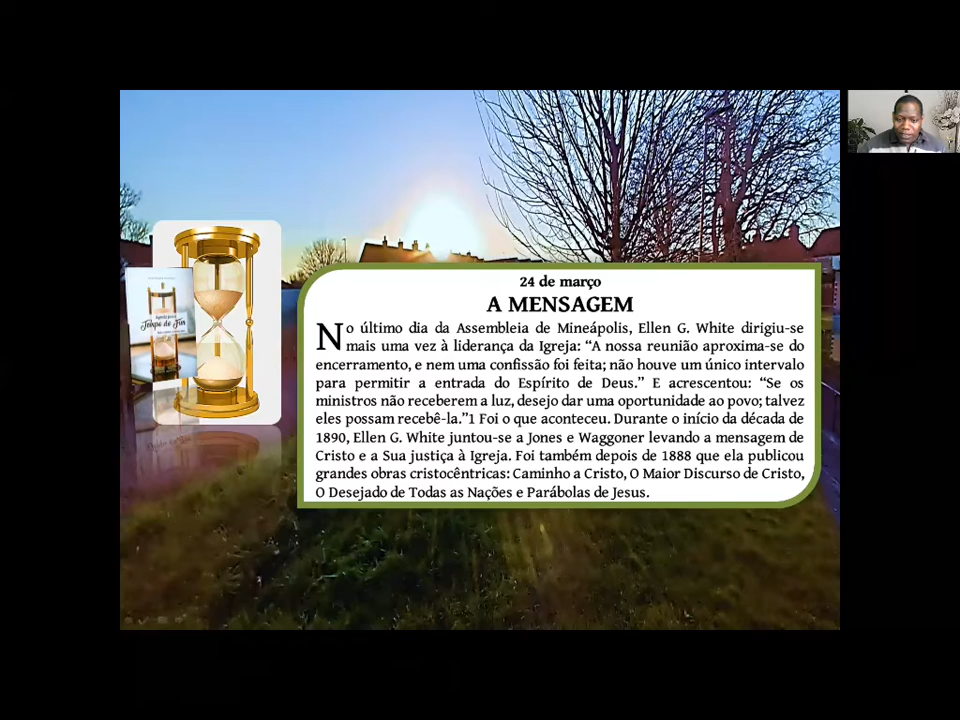 24 de março
A MENSAGEM
No último dia da Assembleia de Mineápolis, Ellen G. White dirigiu-se
mais uma vez à liderança da Igreja: “A nossa reunião aproxima-se do
encerramento, e nem uma confissão foi feita; não houve um único intervalo
para permitir a entrada do Espírito de Deus.” E acrescentou: “Se os
ministros não receberem a luz, desejo dar uma oportunidade ao povo; talvez
eles possam recebê-la.”1 Foi o que aconteceu. Durante o início da década de
1890, Ellen G. White juntou-se a Jones e Waggoner levando a mensagem de
Cristo e a Sua justiça à Igreja. Foi também depois de 1888 que ela publicou
grandes obras cristocêntricas: Caminho a Cristo, O Maior Discurso de Cristo,
O Desejado de Todas as Nações e Parábolas de Jesus.
Tempo do Fim